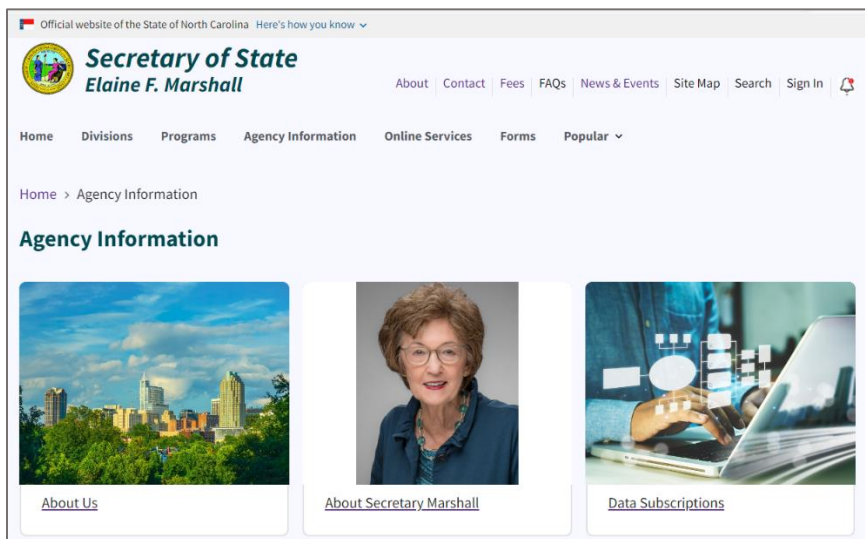 Official website of the State of North Carolina Here's how you know
Secretary of State
Elaine F. Marshall
About Contact Fees FAQs News & Events Site Map Search Sign In
Home Divisions Programs Agency Information Online Services Forms Popular
Home > Agency Information
Agency Information
About Us About Secretary Marshall Data Subscriptions